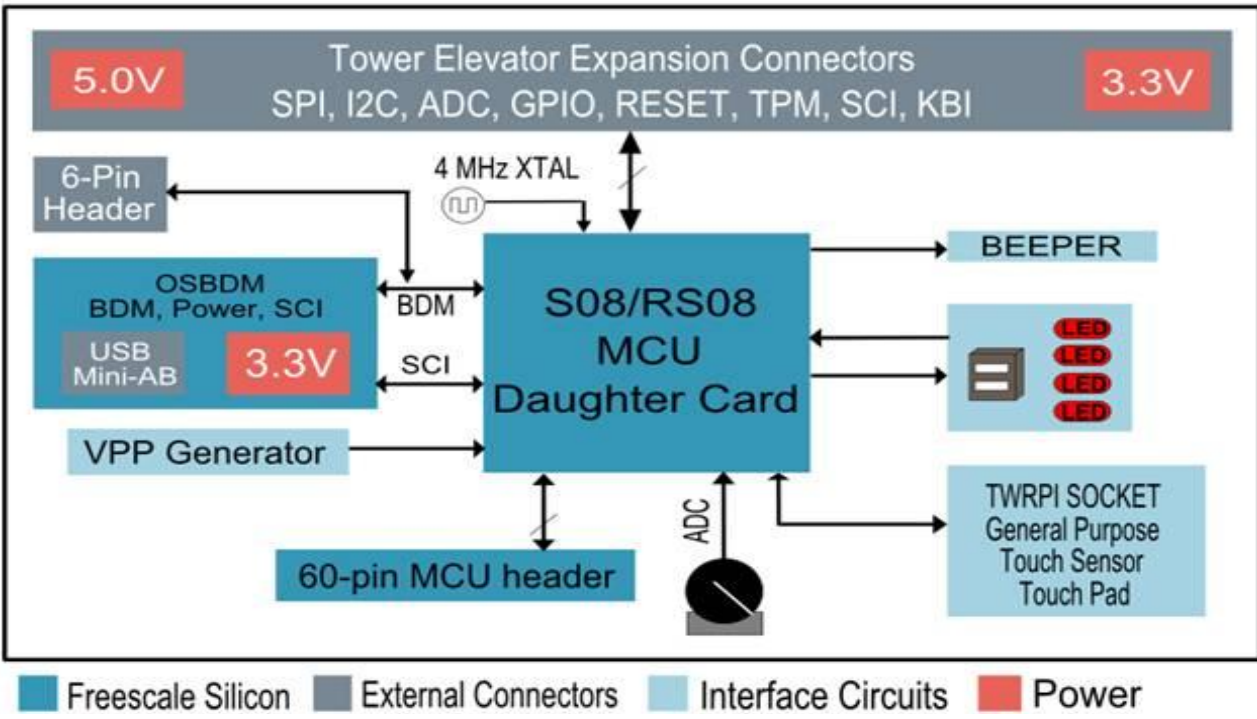 Tower Elevator Expansion Connectors
5.0V
3.3V
SPI, I2C, ADC, GPIO, RESET, TPM, SCI, KBI
6-Pin
Header
4 MHz XTAL
BEEPER
OSBDM
BDM, Power, SCI
USB
Mini-AB
3.3V
BDM
SCI
S08/RS08
MCU
Daughter Card
LED
LED
LED
LED
VPP Generator
60-pin MCU header
ADC
TWRPI SOCKET
General Purpose
Touch Sensor
Touch Pad
Freescale Silicon
External Connectors
Interface Circuits
Power